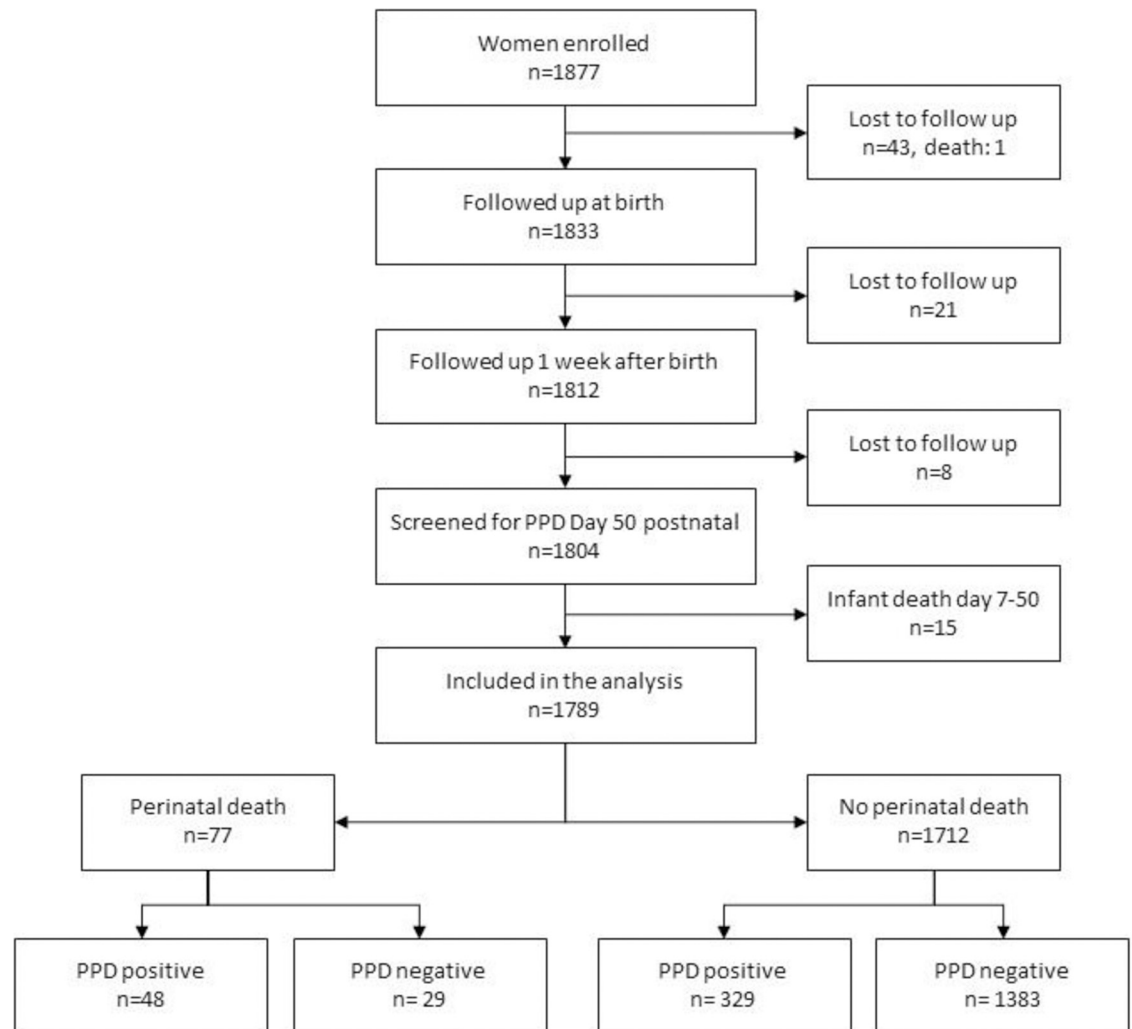 Women enrolled
n=1877
Lost to follow up
n=43, death: 1
Followed up at birth
n=1833
Lost to follow up
n=21
Followed up 1 week after birth
n=1812
Lost to follow up
n=8
Screened for PPD Day 50 postnatal
n=1804
Infant death day 7-50
n=15
Included in the analysis
n=1789
Perinatal death
n=77
No perinatal death
n=1712
PPD positive
n=48
PPD negative
n= 29
PPD positive
n= 329
PPD negative
n= 1383